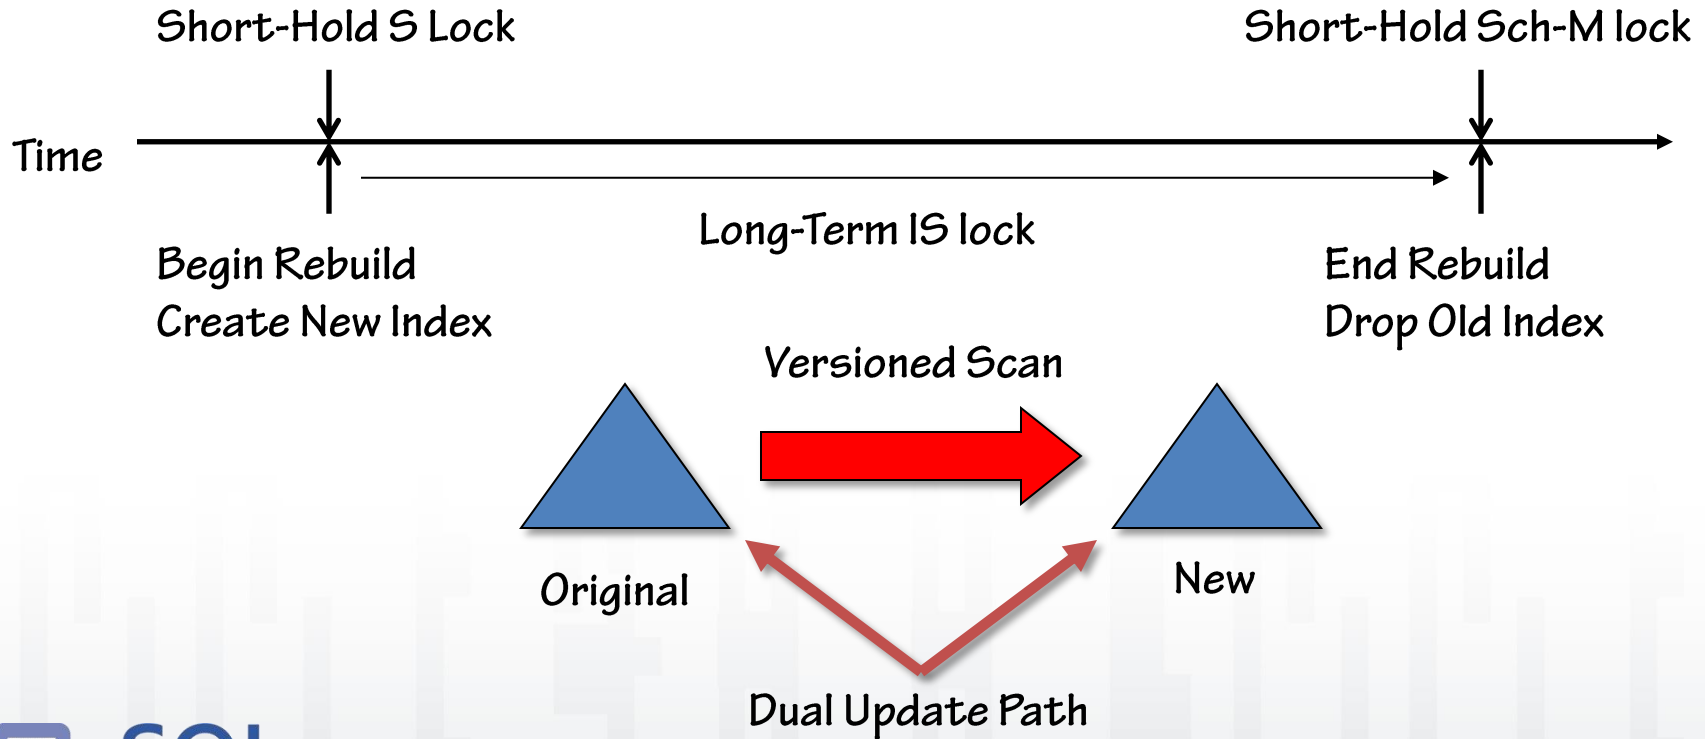 Short-Hold S Lock
Short-Hold Sch-M lock
Time
Long-Term IS lock
Begin Rebuild
Create New Index
End Rebuild
Drop Old Index
Versioned Scan
Original
New
Dual Update Path
SQL